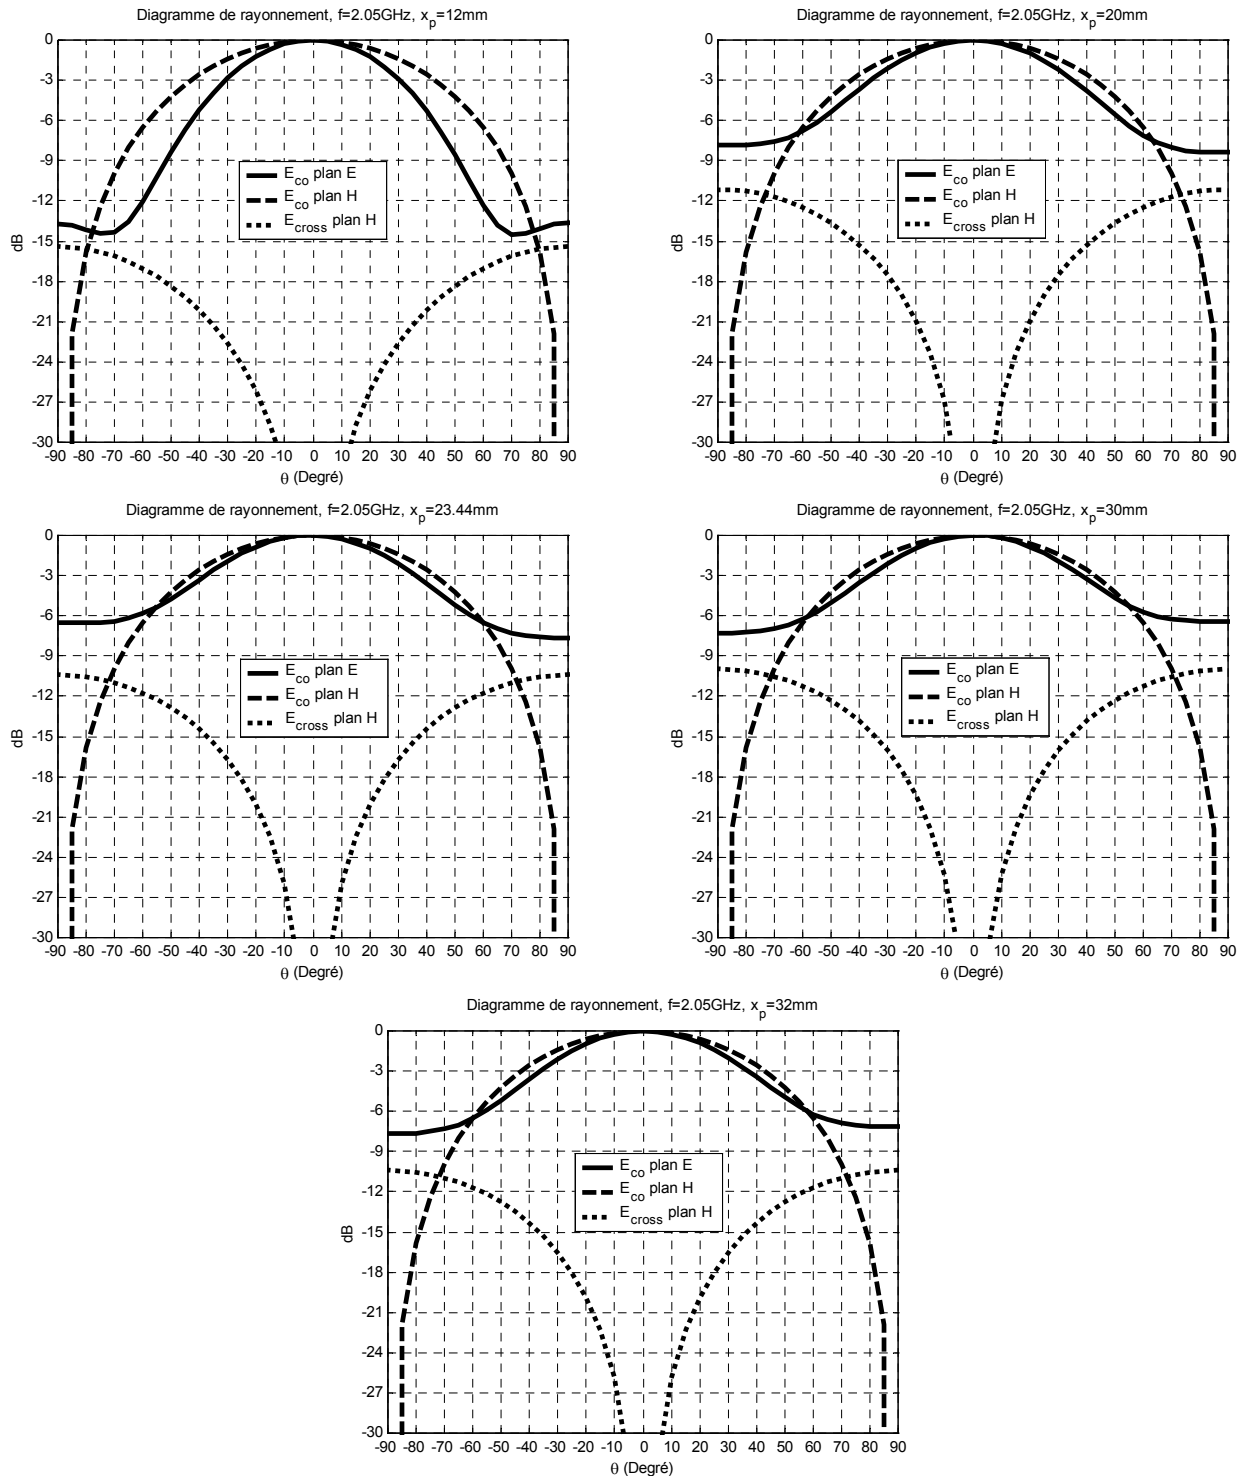 Diagramme de rayonnement, f=2.05GHz, x_p=12mm
0
-3
-6
-9
-12
-15
-18
-21
-24
-27
-30
dB
E_co plan E
E_co plan H
E_cross plan H
-90 -80 -70 -60 -50 -40 -30 -20 -10 0 10 20 30 40 50 60 70 80 90
θ (Degré)
Diagramme de rayonnement, f=2.05GHz, x_p=20mm
0
-3
-6
-9
-12
-15
-18
-21
-24
-27
-30
dB
E_co plan E
E_co plan H
E_cross plan H
-90 -80 -70 -60 -50 -40 -30 -20 -10 0 10 20 30 40 50 60 70 80 90
θ (Degré)
Diagramme de rayonnement, f=2.05GHz, x_p=23.44mm
0
-3
-6
-9
-12
-15
-18
-21
-24
-27
-30
dB
E_co plan E
E_co plan H
E_cross plan H
-90 -80 -70 -60 -50 -40 -30 -20 -10 0 10 20 30 40 50 60 70 80 90
θ (Degré)
Diagramme de rayonnement, f=2.05GHz, x_p=30mm
0
-3
-6
-9
-12
-15
-18
-21
-24
-27
-30
dB
E_co plan E
E_co plan H
E_cross plan H
-90 -80 -70 -60 -50 -40 -30 -20 -10 0 10 20 30 40 50 60 70 80 90
θ (Degré)
Diagramme de rayonnement, f=2.05GHz, x_p=32mm
0
-3
-6
-9
-12
-15
-18
-21
-24
-27
-30
dB
E_co plan E
E_co plan H
E_cross plan H
-90 -80 -70 -60 -50 -40 -30 -20 -10 0 10 20 30 40 50 60 70 80 90
θ (Degré)